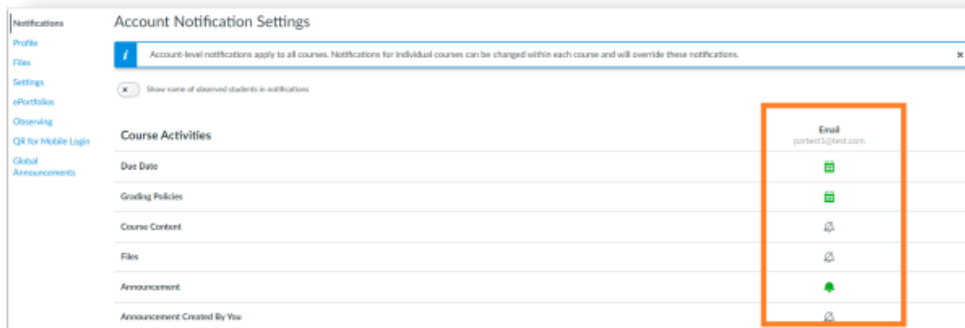 Notifications
Profile
Files
Settings
ePortfolios
Observing
QR for Mobile Login
Global
Announcements
Account Notification Settings
i Account-level notifications apply to all courses. Notifications for individual courses can be changed within each course and will override these notifications.
Show name of observed students in notifications
Course Activities
Email
partest1@test.com
Due Date
Grading Policies
Course Content
Files
Announcement
Announcement Created By You